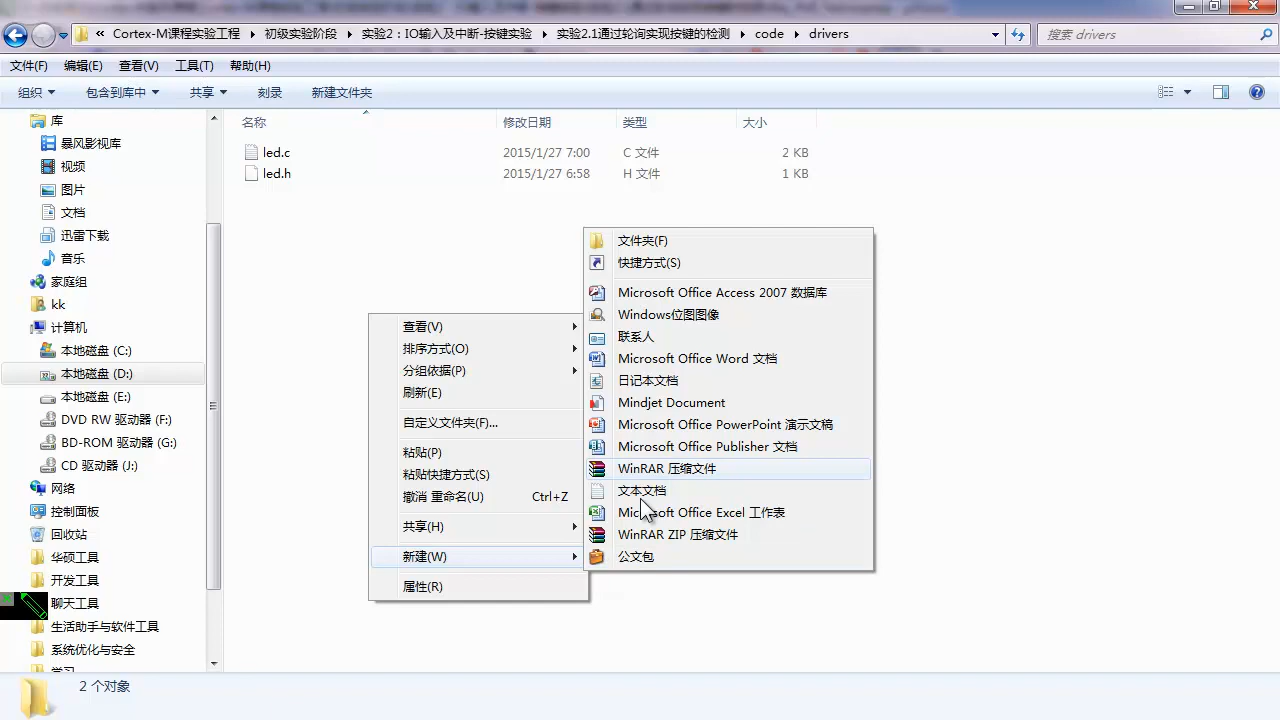 Cortex-M课程实验工程 初级实验阶段 实验2：IO输入及中断-按键实验 实验2.1通过轮询实现按键的检测 code drivers 搜索 drivers
文件(F) 编辑(E) 查看(V) 工具(T) 帮助(H)
组织 包含到库中 共享 刻录 新建文件夹
库
暴风影视库
视频
图片
文档
迅雷下载
音乐
家庭组
kk
计算机
本地磁盘 (C:)
本地磁盘 (D:)
本地磁盘 (E:)
DVD RW 驱动器 (F:)
BD-ROM 驱动器 (G:)
CD 驱动器 (J:)
网络
控制面板
回收站
华硕工具
开发工具
聊天工具
生活助手与软件工具
系统优化与安全
名称 修改日期 类型 大小
led.c 2015/1/27 7:00 C 文件 2 KB
led.h 2015/1/27 6:58 H 文件 1 KB
查看(V)
排序方式(O)
分组依据(P)
刷新(E)
自定义文件夹(F)...
粘贴(P)
粘贴快捷方式(S)
撤消 重命名(U) Ctrl+Z
共享(H)
新建(W)
属性(R)
文件夹(F)
快捷方式(S)
Microsoft Office Access 2007 数据库
Windows位图图像
联系人
Microsoft Office Word 文档
日记本文档
Mindjet Document
Microsoft Office PowerPoint 演示文稿
Microsoft Office Publisher 文档
WinRAR 压缩文件
文本文档
Microsoft Office Excel 工作表
WinRAR ZIP 压缩文件
公文包
2 个对象